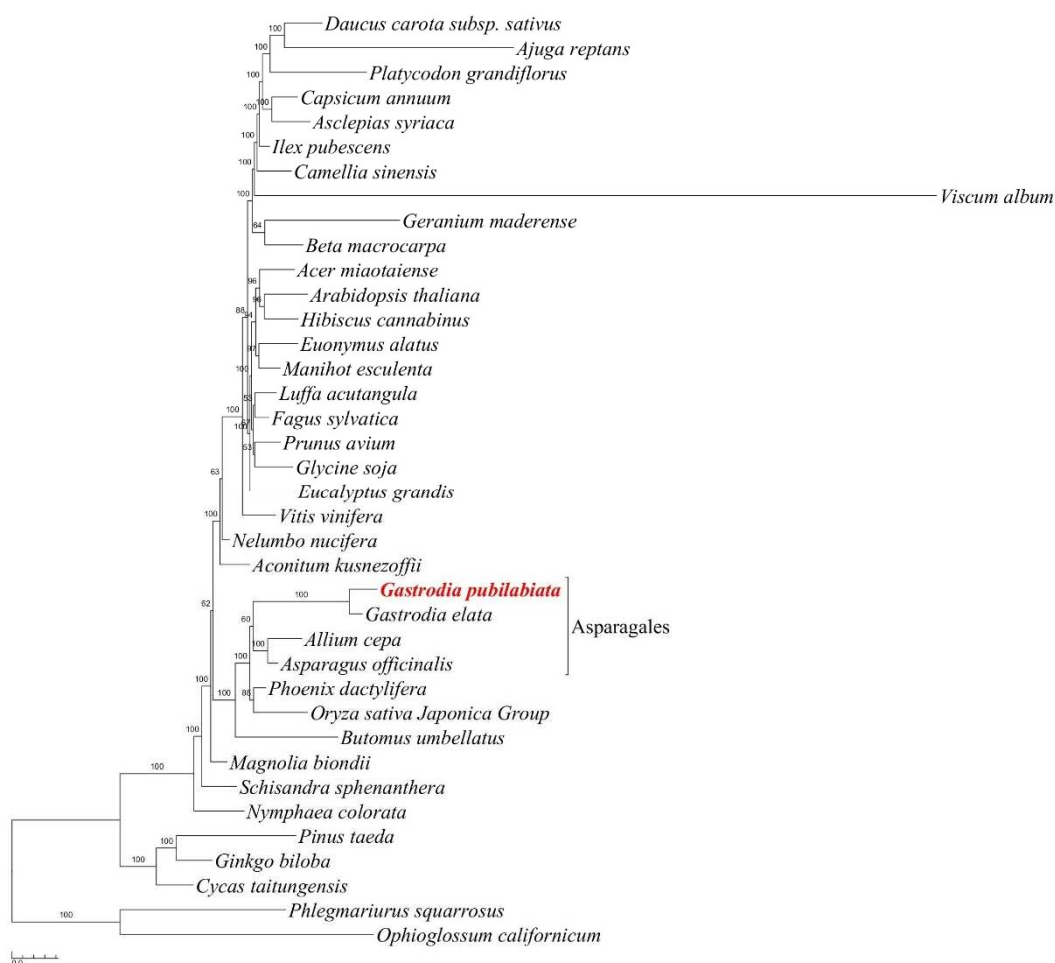 Daucus carota subsp. sativus
Ajuga reptans
Platycodon grandiflorus
Capsicum annuum
Asclepias syriaca
Ilex pubescens
Camellia sinensis
Viscum album
Geranium maderense
Beta macrocarpa
Acer miaotaiense
Arabidopsis thaliana
Hibiscus cannabinus
Euonymus alatus
Manihot esculenta
Luffa acutangula
Fagus sylvatica
Prunus avium
Glycine soja
Eucalyptus grandis
Vitis vinifera
Nelumbo nucifera
Aconitum kusnezoffii
Gastrodia pubilabiata
Gastrodia elata
Asparagales
Allium cepa
Asparagus officinalis
Phoenix dactylifera
Oryza sativa Japonica Group
Butomus umbellatus
Magnolia biondii
Schisandra sphenanthera
Nymphaea colorata
Pinus taeda
Ginkgo biloba
Cycas taitungensis
Phlegmariurus squarrosus
Ophioglossum californicum
100
100
100
100
100
100
100
100
64
96
96
88
100
100
63
100
62
100
60
100
100
88
100
100
100
100
100
100
100